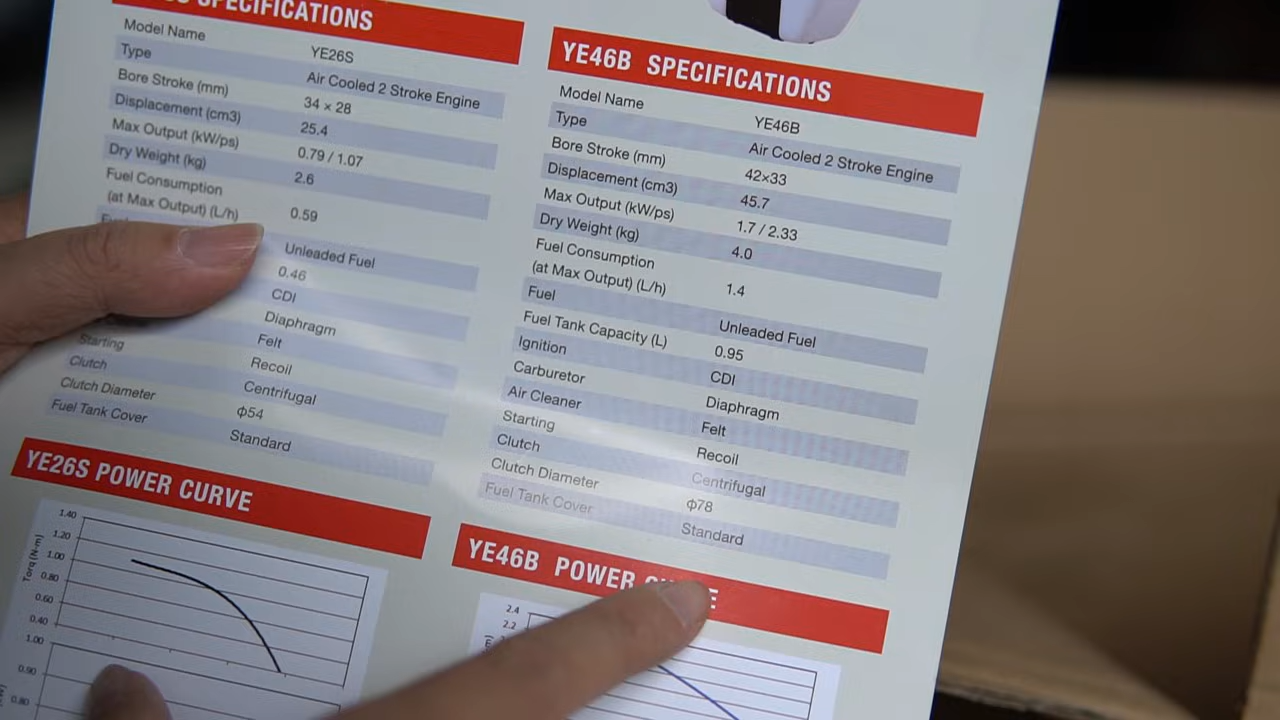 SPECIFICATIONS
Model Name YE26S
Type Air Cooled 2 Stroke Engine
Bore Stroke (mm) 34 × 28
Displacement (cm3) 25.4
Max Output (kW/ps) 0.79 / 1.07
Dry Weight (kg) 2.6
Fuel Consumption
(at Max Output) (L/h) 0.59
Unleaded Fuel
0.46
CDI
Diaphragm
Felt
Starting Recoil
Clutch Centrifugal
Clutch Diameter φ54
Fuel Tank Cover Standard
YE26S POWER CURVE
1.40
1.20
1.00
0.80
0.60
0.40
Torq (N-m)
1.00
0.90
0.80
YE46B SPECIFICATIONS
Model Name YE46B
Type Air Cooled 2 Stroke Engine
Bore Stroke (mm) 42×33
Displacement (cm3) 45.7
Max Output (kW/ps) 1.7 / 2.33
Dry Weight (kg) 4.0
Fuel Consumption
(at Max Output) (L/h) 1.4
Fuel Unleaded Fuel
Fuel Tank Capacity (L) 0.95
Ignition CDI
Carburetor Diaphragm
Air Cleaner Felt
Starting Recoil
Clutch Centrifugal
Clutch Diameter φ78
Fuel Tank Cover Standard
YE46B POWER
2.4
2.2